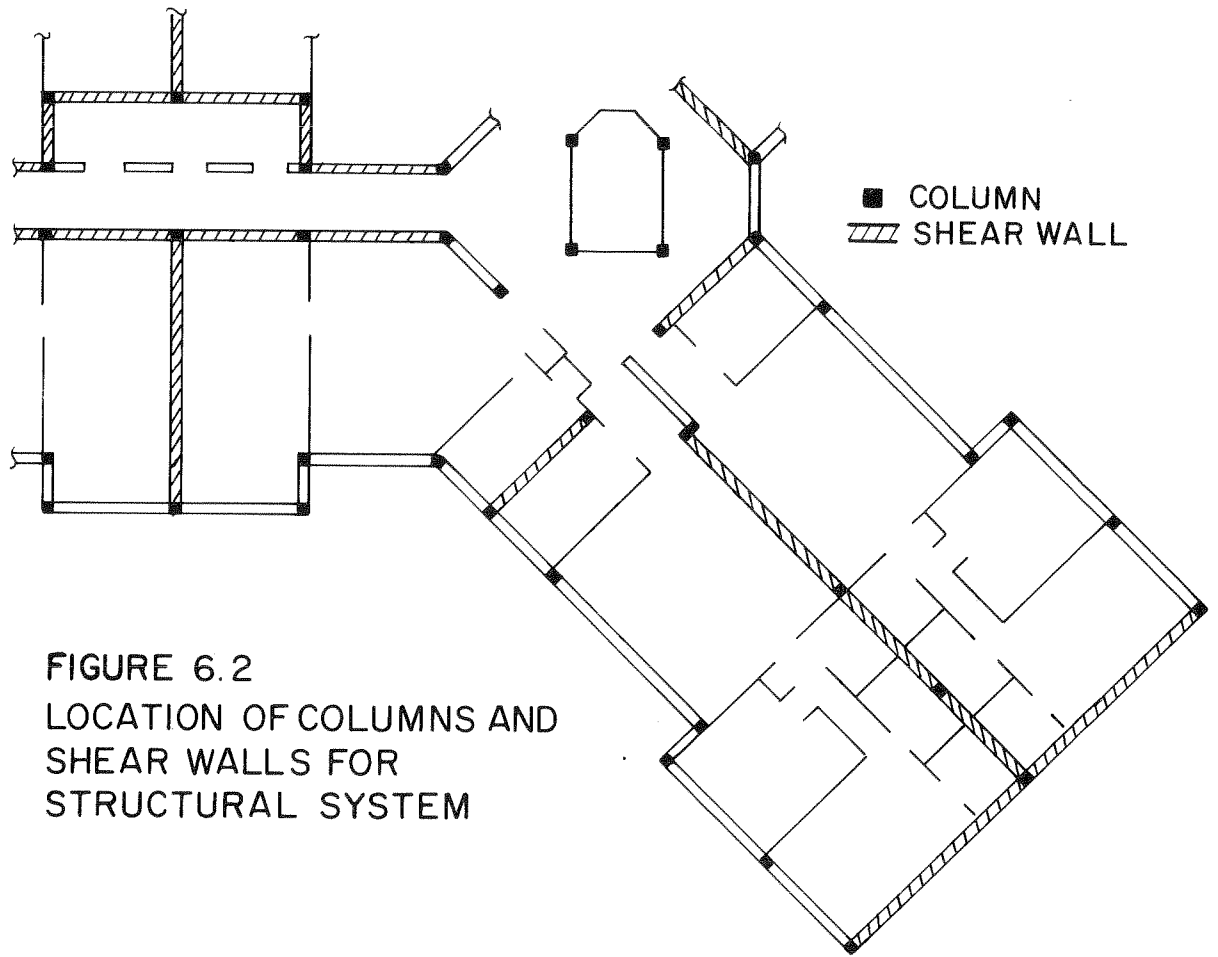 COLUMN
SHEAR WALL
FIGURE 6.2
LOCATION OF COLUMNS AND
SHEAR WALLS FOR
STRUCTURAL SYSTEM